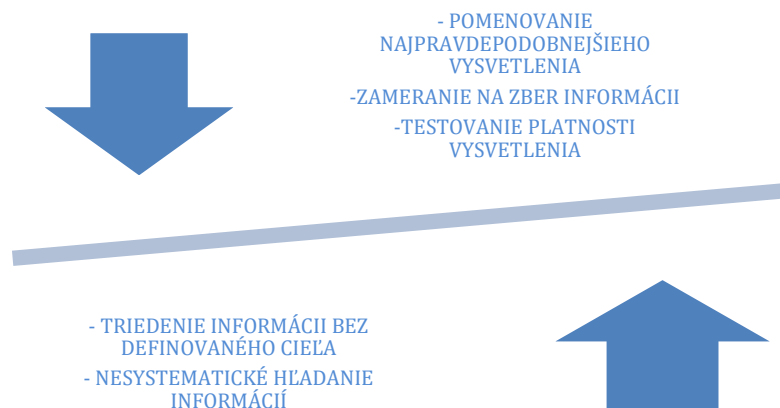 - POMENOVANIE
NAJPRAVDEPODOBNEJŠIEHO
VYSVETLENIA
-ZAMERANIE NA ZBER INFORMÁCII
-TESTOVANIE PLATNOSTI
VYSVETLENIA
- TRIEDENIE INFORMÁCII BEZ
DEFINOVANÉHO CIEĽA
- NESYSTEMATICKÉ HĽADANIE
INFORMÁCIÍ